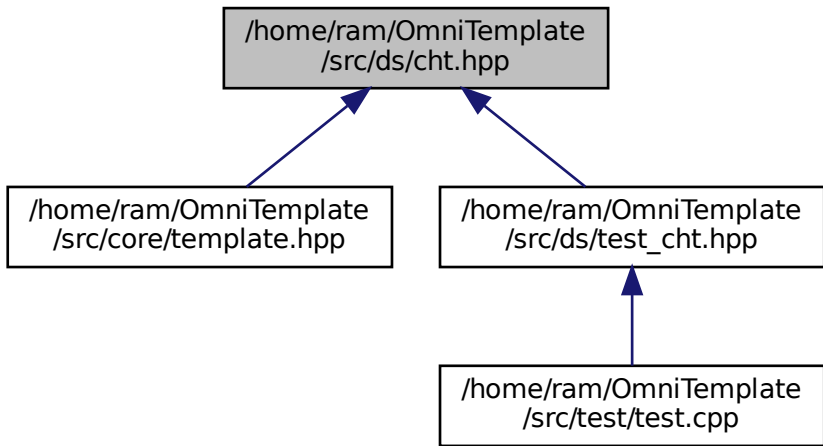 /home/ram/OmniTemplate
/src/ds/cht.hpp
/home/ram/OmniTemplate
/src/core/template.hpp
/home/ram/OmniTemplate
/src/ds/test_cht.hpp
/home/ram/OmniTemplate
/src/test/test.cpp